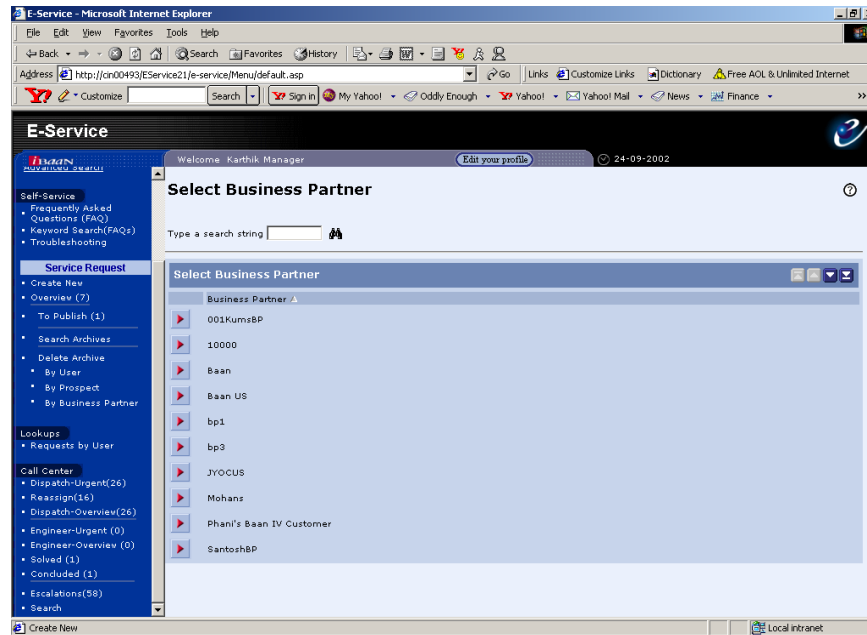 E-Service - Microsoft Internet Explorer
File Edit View Favorites Tools Help
Back Search Favorites History
Address http://cin00493/EService21/e-service/Menu/default.asp Go Links Customize Links Dictionary Free AOL & Unlimited Internet
Y? Customize Search Sign in My Yahoo! Oddly Enough Yahoo! Yahoo! Mail News Finance »
E-Service
iBaan Welcome Karthik Manager Edit your profile 24-09-2002
Advanced Search
Select Business Partner
Self-Service
Frequently Asked
Questions (FAQ)
Keyword Search(FAQs)
Troubleshooting
Type a search string
Service Request
Create New
Overview (7)
To Publish (1)
Search Archives
Delete Archive
By User
By Prospect
By Business Partner
Lookups
Requests by User
Call Center
Dispatch-Urgent(26)
Reassign(16)
Dispatch-Overview(26)
Engineer-Urgent (0)
Engineer-Overview (0)
Solved (1)
Concluded (1)
Escalations(58)
Search
Select Business Partner
Business Partner
001KumsBP
10000
Baan
Baan US
bp1
bp3
JYOCUS
Mohans
Phani's Baan IV Customer
SantoshBP
Create New Local intranet